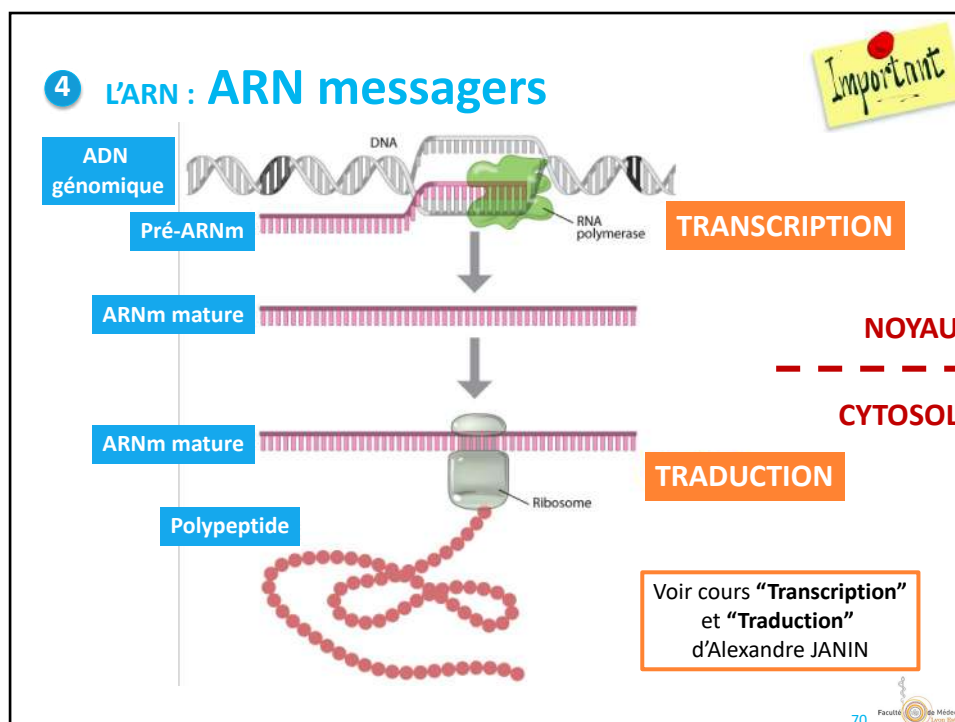 4 L'ARN : ARN messagers
Important
ADN
génomique
DNA
Pré-ARNm
RNA
polymerase
TRANSCRIPTION
ARNm mature
NOYAU
CYTOSOL
ARNm mature
TRADUCTION
Ribosome
Polypeptide
Voir cours “Transcription”
et “Traduction”
d'Alexandre JANIN
70
Faculté de Méde